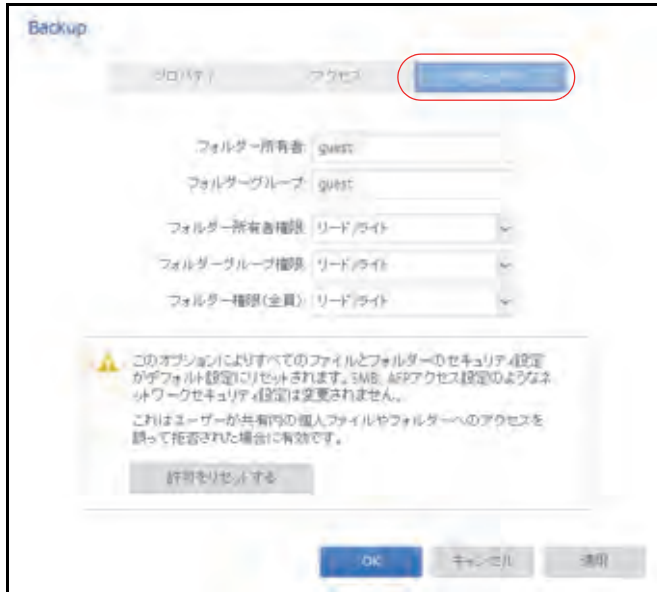 Backup
プロパティ
アクセス
フォルダー所有者: guest
フォルダーグループ: guest
フォルダー所有者権限: リード/ライト
フォルダーグループ権限: リード/ライト
フォルダー権限(全員): リード/ライト
このオプションによりすべてのファイルとフォルダーのセキュリティ設定
がデフォルト設定にリセットされます。SMB、AFPアクセス設定のようなネ
ットワークセキュリティ設定は変更されません。
これはユーザーが共有内の個人ファイルやフォルダーへのアクセスを
誤って拒否された場合に有効です。
許可をリセットする
OK
キャンセル
適用